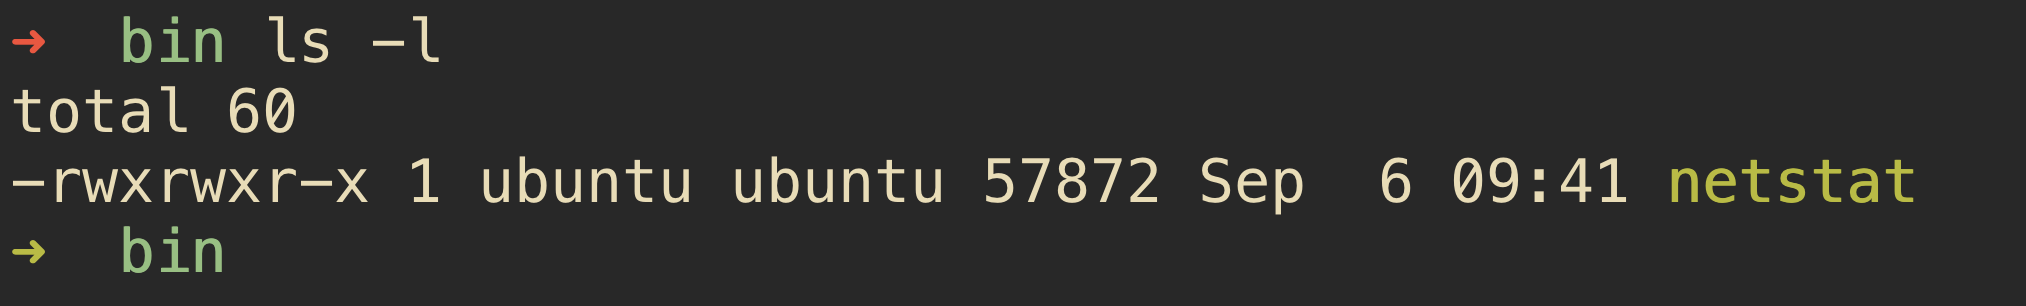 ➜  bin ls -l
total 60
-rwxrwxr-x 1 ubuntu ubuntu 57872 Sep  6 09:41 netstat
➜  bin